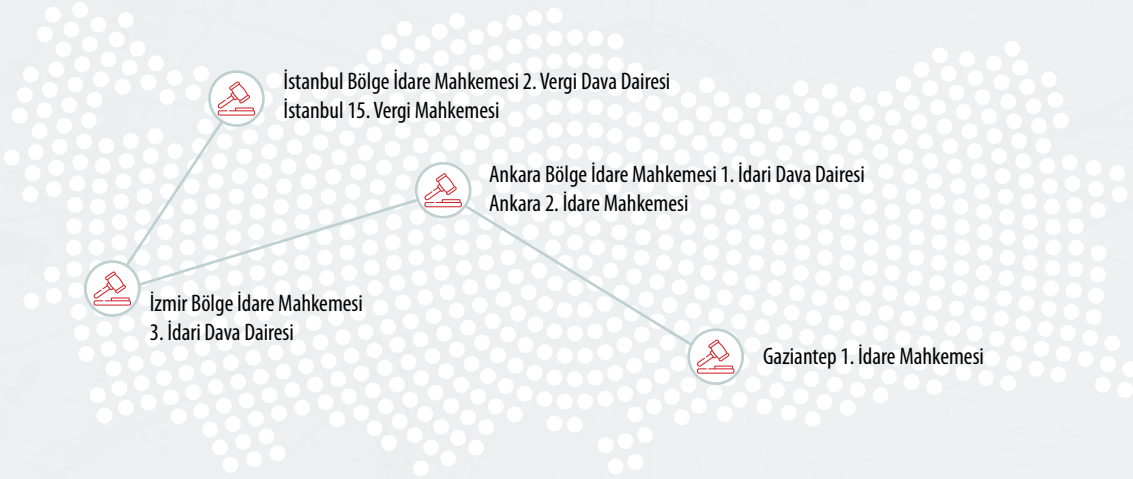 İstanbul Bölge İdare Mahkemesi 2. Vergi Dava Dairesi
İstanbul 15. Vergi Mahkemesi
Ankara Bölge İdare Mahkemesi 1. İdari Dava Dairesi
Ankara 2. İdare Mahkemesi
İzmir Bölge İdare Mahkemesi
3. İdari Dava Dairesi
Gaziantep 1. İdare Mahkemesi